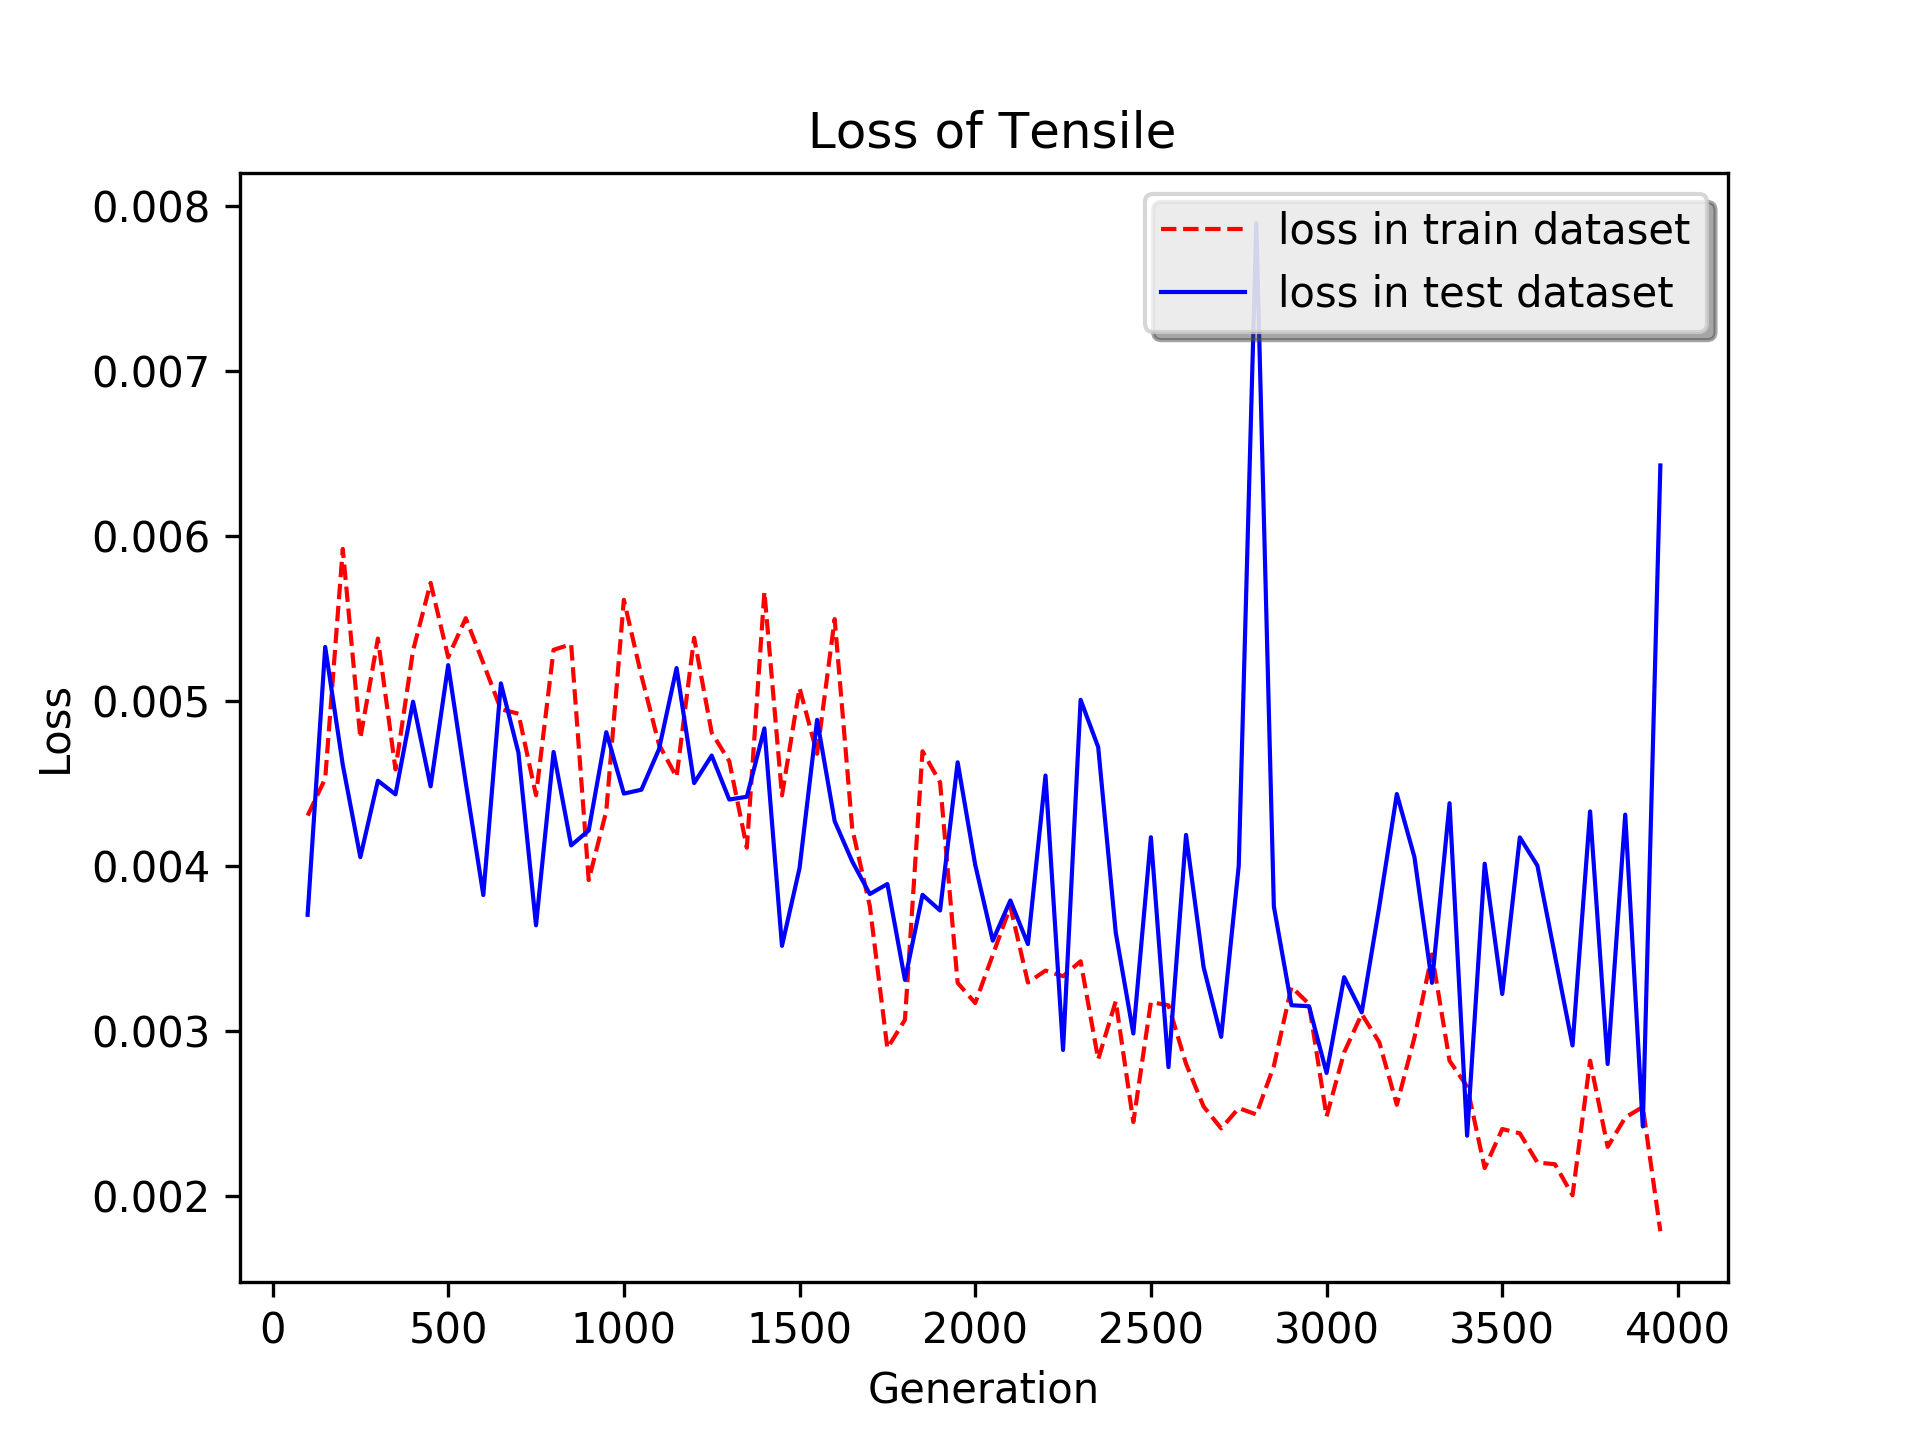 Loss of Tensile
loss in train dataset
loss in test dataset
0.008
0.007
0.006
0.005
0.004
0.003
0.002
Loss
0 500 1000 1500 2000 2500 3000 3500 4000
Generation